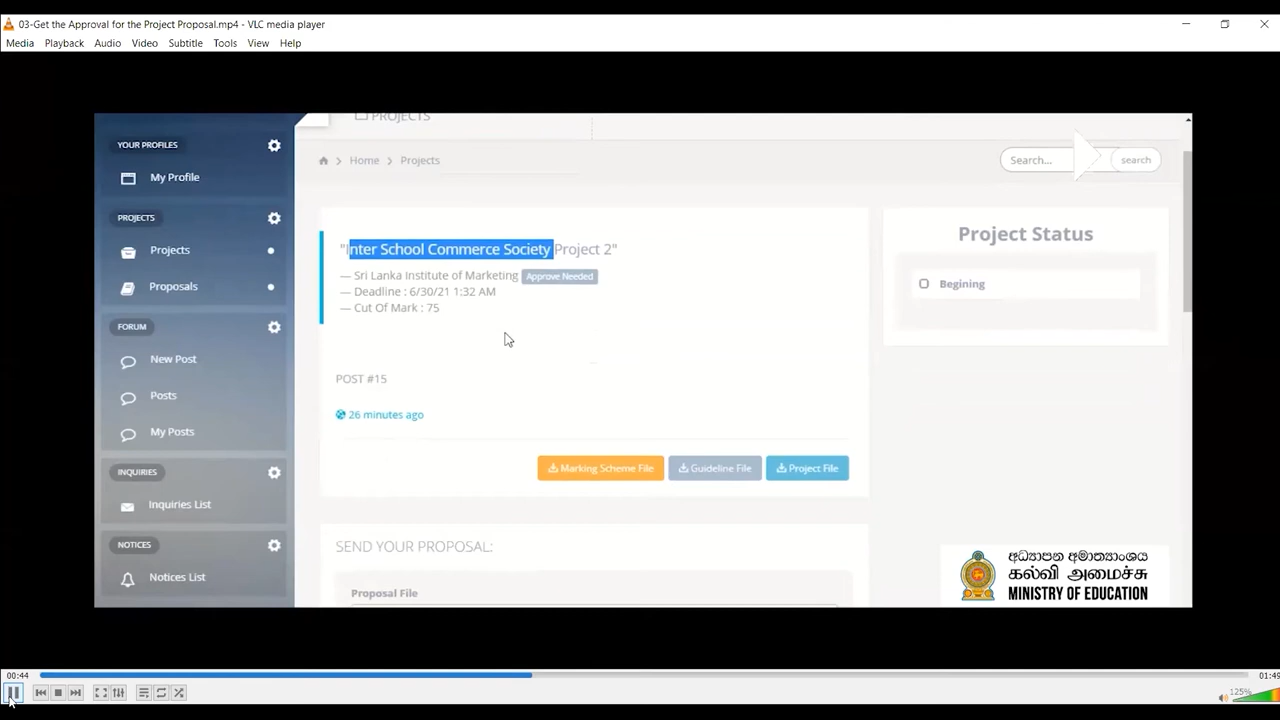 03-Get the Approval for the Project Proposal.mp4 - VLC media player
Media Playback Audio Video Subtitle Tools View Help
PROJECTS
YOUR PROFILES
My Profile
PROJECTS
Projects
Proposals
FORUM
New Post
Posts
My Posts
INQUIRIES
Inquiries List
NOTICES
Notices List
Home Projects
Search... search
"Inter School Commerce Society Project 2"
— Sri Lanka Institute of Marketing Approve Needed
— Deadline : 6/30/21 1:32 AM
— Cut Of Mark : 75
POST #15
26 minutes ago
Marking Scheme File Guideline File Project File
SEND YOUR PROPOSAL:
Proposal File
Project Status
Begining
අධ්‍යාපන අමාත්‍යාංශය
கல்வி அமைச்சு
MINISTRY OF EDUCATION
00:44 01:49
125%